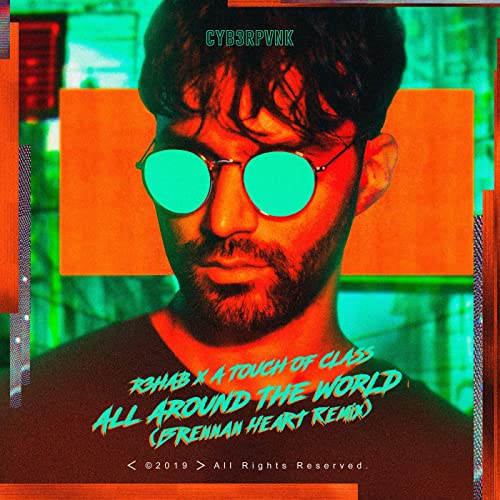 CYB3RPVNK
R3HAB X A TOUCH OF CLASS
ALL AROUND THE WORLD
(BRENNAN HEART REMIX)
< ©2019 > All Rights Reserved.